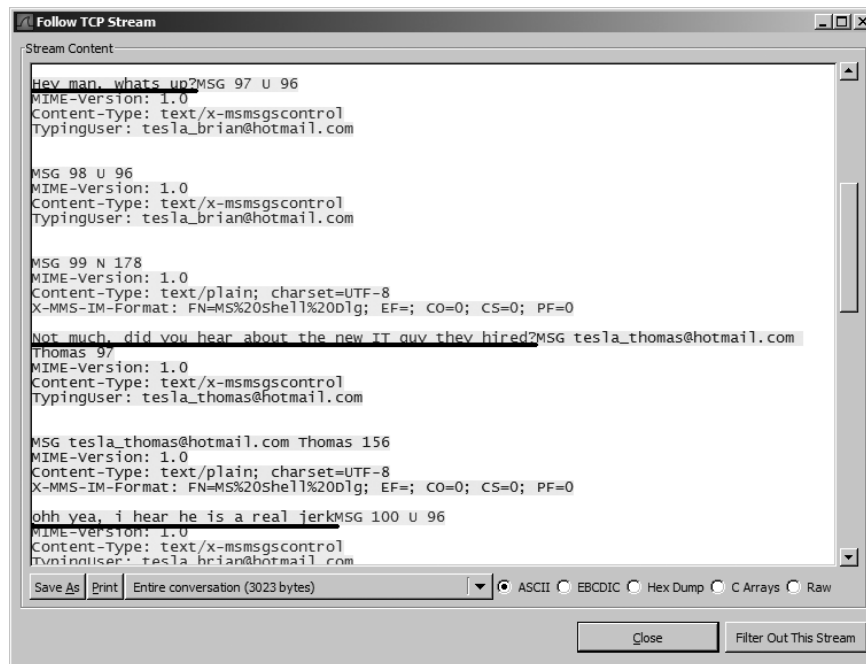 Follow TCP Stream
Stream Content
Hey man, whats up?MSG 97 U 96
MIME-Version: 1.0
Content-Type: text/x-msmsgscontrol
TypingUser: tesla_brian@hotmail.com
MSG 98 U 96
MIME-Version: 1.0
Content-Type: text/x-msmsgscontrol
TypingUser: tesla_brian@hotmail.com
MSG 99 N 178
MIME-Version: 1.0
Content-Type: text/plain; charset=UTF-8
X-MMS-IM-Format: FN=MS%20Shell%20Dlg; EF=; CO=0; CS=0; PF=0
Not much, did you hear about the new IT guy they hired?MSG tesla_thomas@hotmail.com
Thomas 97
MIME-Version: 1.0
Content-Type: text/x-msmsgscontrol
TypingUser: tesla_thomas@hotmail.com
MSG tesla_thomas@hotmail.com Thomas 156
MIME-Version: 1.0
Content-Type: text/plain; charset=UTF-8
X-MMS-IM-Format: FN=MS%20Shell%20Dlg; EF=; CO=0; CS=0; PF=0
ohh yea, i hear he is a real jerkMSG 100 U 96
MIME-Version: 1.0
Content-Type: text/x-msmsgscontrol
TypingUser: tesla_brian@hotmail.com
Save As Print Entire conversation (3023 bytes) ASCII EBCDIC Hex Dump C Arrays Raw
Close Filter Out This Stream